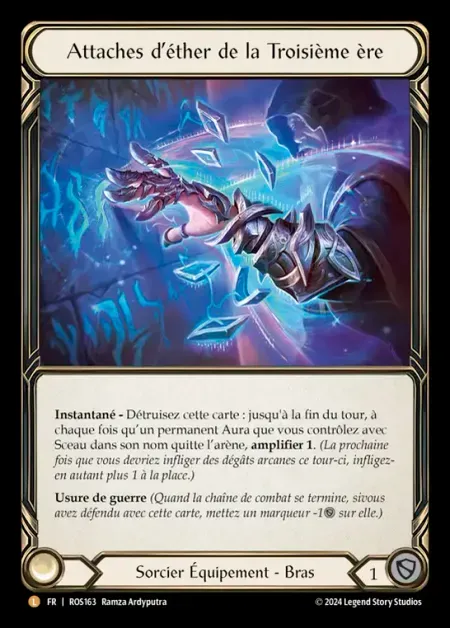 Attaches d'éther de la Troisième ère
Instantané - Détruisez cette carte : jusqu'à la fin du tour, à
chaque fois qu'un permanent Aura que vous contrôlez avec
Sceau dans son nom quitte l'arène, amplifier 1. (La prochaine
fois que vous devriez infliger des dégâts arcanes ce tour-ci, infligez-
en autant plus 1 à la place.)
Usure de guerre (Quand la chaîne de combat se termine, sivous
avez défendu avec cette carte, mettez un marqueur -1 sur elle.)
Sorcier Équipement - Bras
1
L FR | ROS163 Ramza Ardyputra
© 2024 Legend Story Studios